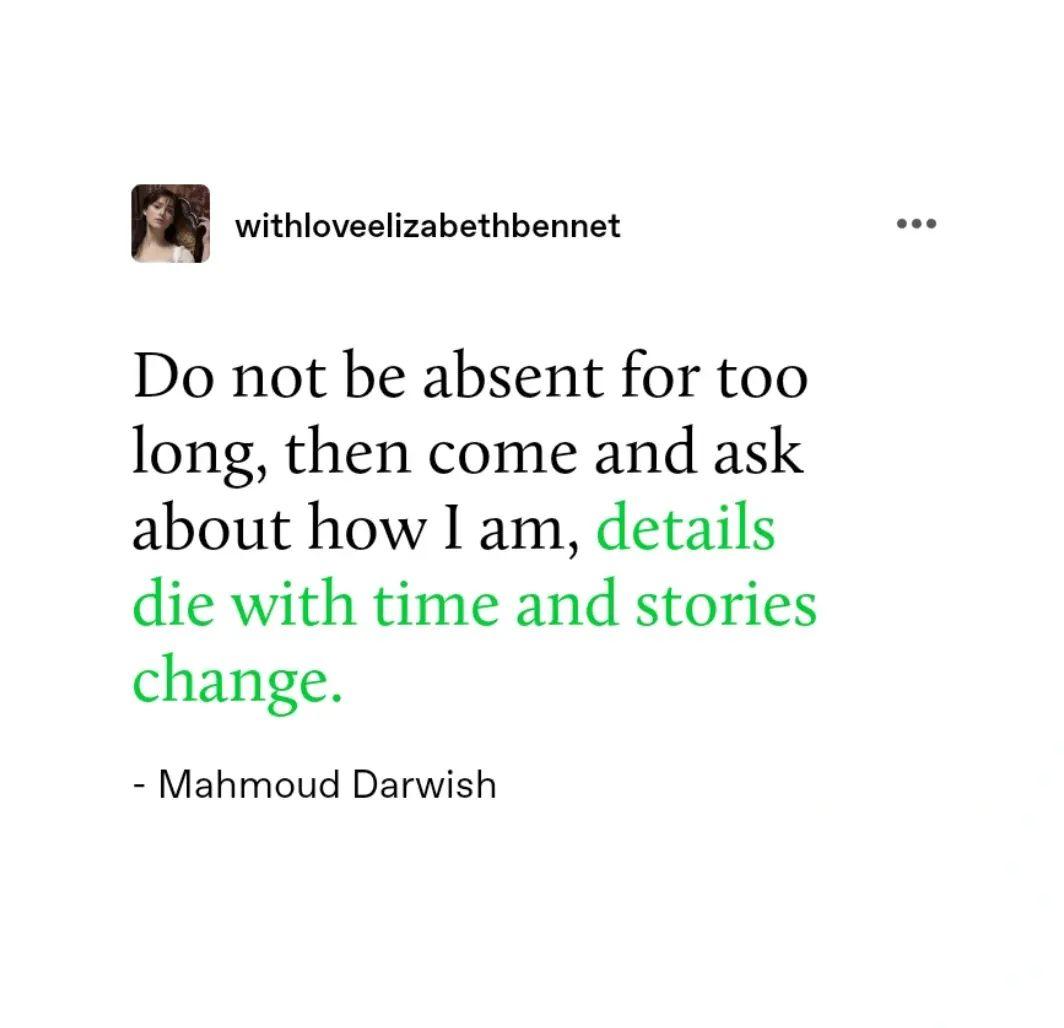 withloveelizabethbennet
Do not be absent for too
long, then come and ask
about how I am, details
die with time and stories
change.
- Mahmoud Darwish